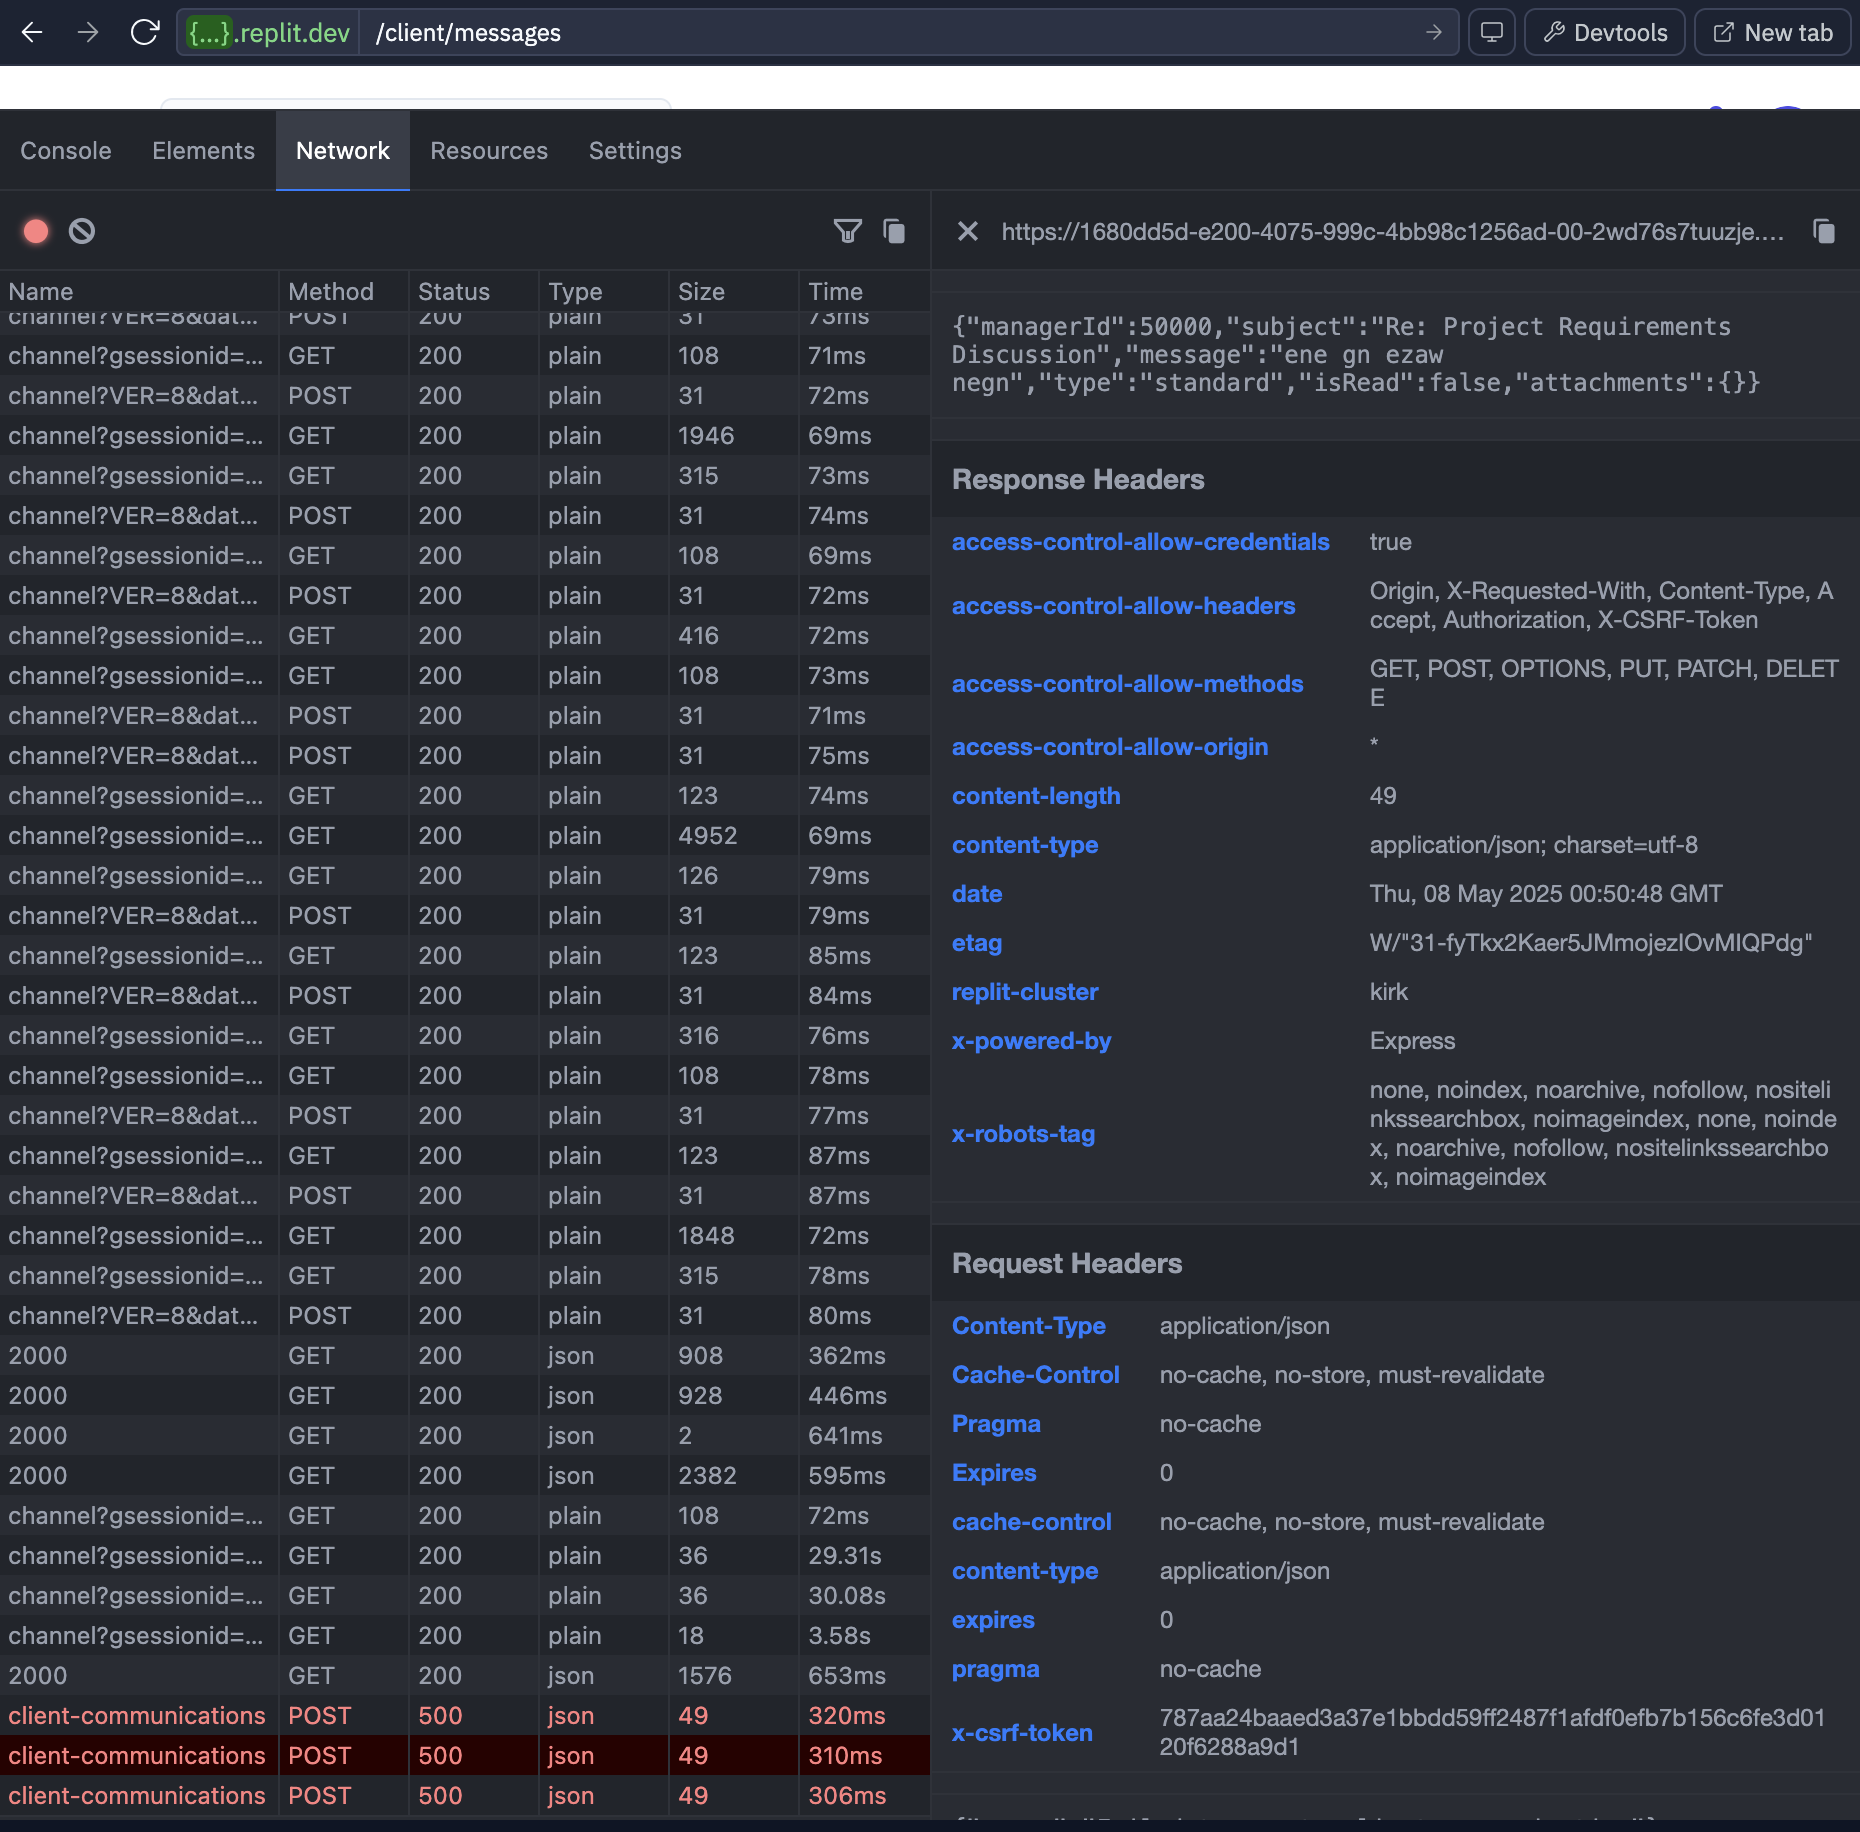 {...}.replit.dev /client/messages Devtools New tab
Console Elements Network Resources Settings
https://1680dd5d-e200-4075-999c-4bb98c1256ad-00-2wd76s7tuuzje....
Name Method Status Type Size Time
channel?VER=8&dat... POST 200 plain 31 73ms
channel?gsessionid=... GET 200 plain 108 71ms
channel?VER=8&dat... POST 200 plain 31 72ms
channel?gsessionid=... GET 200 plain 1946 69ms
channel?gsessionid=... GET 200 plain 315 73ms
channel?VER=8&dat... POST 200 plain 31 74ms
channel?gsessionid=... GET 200 plain 108 69ms
channel?VER=8&dat... POST 200 plain 31 72ms
channel?gsessionid=... GET 200 plain 416 72ms
channel?gsessionid=... GET 200 plain 108 73ms
channel?VER=8&dat... POST 200 plain 31 71ms
channel?VER=8&dat... POST 200 plain 31 75ms
channel?gsessionid=... GET 200 plain 123 74ms
channel?gsessionid=... GET 200 plain 4952 69ms
channel?gsessionid=... GET 200 plain 126 79ms
channel?VER=8&dat... POST 200 plain 31 79ms
channel?gsessionid=... GET 200 plain 123 85ms
channel?VER=8&dat... POST 200 plain 31 84ms
channel?gsessionid=... GET 200 plain 316 76ms
channel?gsessionid=... GET 200 plain 108 78ms
channel?VER=8&dat... POST 200 plain 31 77ms
channel?gsessionid=... GET 200 plain 123 87ms
channel?VER=8&dat... POST 200 plain 31 87ms
channel?gsessionid=... GET 200 plain 1848 72ms
channel?gsessionid=... GET 200 plain 315 78ms
channel?VER=8&dat... POST 200 plain 31 80ms
2000 GET 200 json 908 362ms
2000 GET 200 json 928 446ms
2000 GET 200 json 2 641ms
2000 GET 200 json 2382 595ms
channel?gsessionid=... GET 200 plain 108 72ms
channel?gsessionid=... GET 200 plain 36 29.31s
channel?gsessionid=... GET 200 plain 36 30.08s
channel?gsessionid=... GET 200 plain 18 3.58s
2000 GET 200 json 1576 653ms
client-communications POST 500 json 49 320ms
client-communications POST 500 json 49 310ms
client-communications POST 500 json 49 306ms
{"managerId":50000,"subject":"Re: Project Requirements
Discussion","message":"ene gn ezaw
negn","type":"standard","isRead":false,"attachments":{}}
Response Headers
access-control-allow-credentials true
access-control-allow-headers Origin, X-Requested-With, Content-Type, A
ccept, Authorization, X-CSRF-Token
access-control-allow-methods GET, POST, OPTIONS, PUT, PATCH, DELET
E
access-control-allow-origin *
content-length 49
content-type application/json; charset=utf-8
date Thu, 08 May 2025 00:50:48 GMT
etag W/"31-fyTkx2Kaer5JMmojezlOvMIQPdg"
replit-cluster kirk
x-powered-by Express
x-robots-tag none, noindex, noarchive, nofollow, nositeli
nkssearchbox, noimageindex, none, noinde
x, noarchive, nofollow, nositelinkssearchbo
x, noimageindex
Request Headers
Content-Type application/json
Cache-Control no-cache, no-store, must-revalidate
Pragma no-cache
Expires 0
cache-control no-cache, no-store, must-revalidate
content-type application/json
expires 0
pragma no-cache
x-csrf-token 787aa24baaed3a37e1bbdd59ff2487f1afdf0efb7b156c6fe3d01
20f6288a9d1